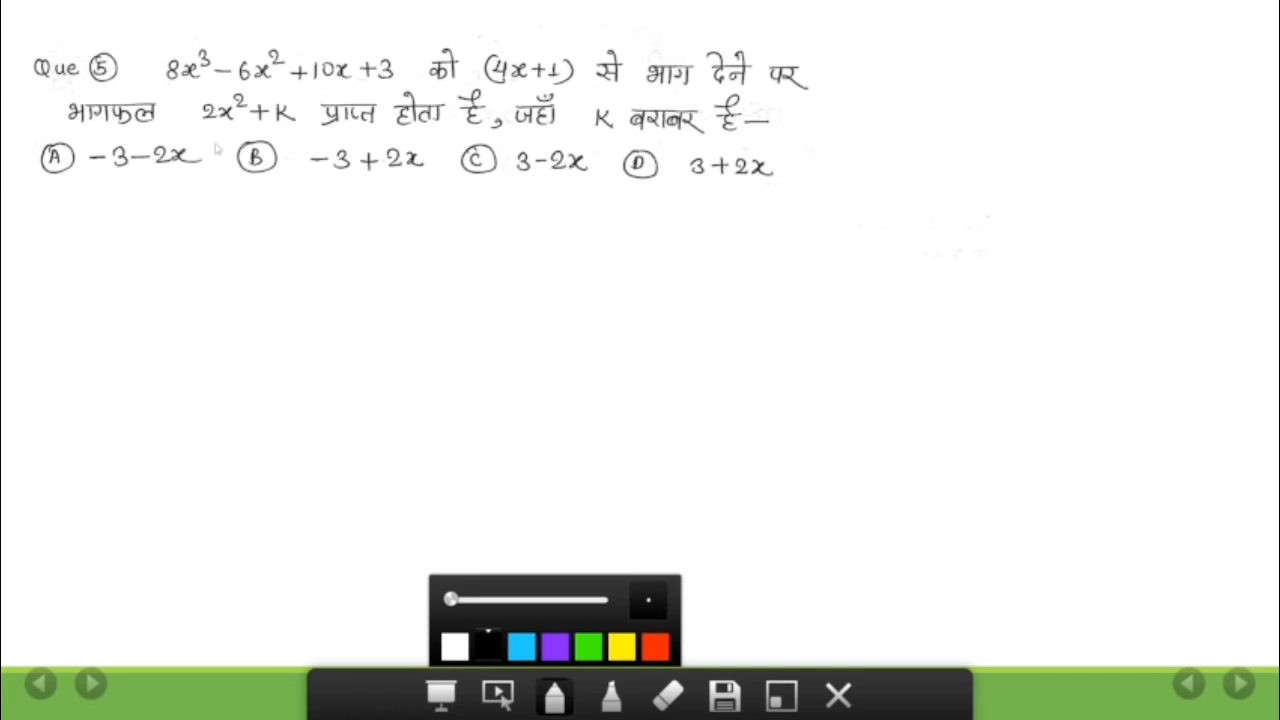 Que ⑤ 8x³ - 6x² + 10x + 3 को (4x+1) से भाग देने पर
भागफल 2x² + K प्राप्त होता है, जहाँ K बराबर है —
Ⓐ -3-2x Ⓑ -3+2x Ⓒ 3-2x Ⓓ 3+2x